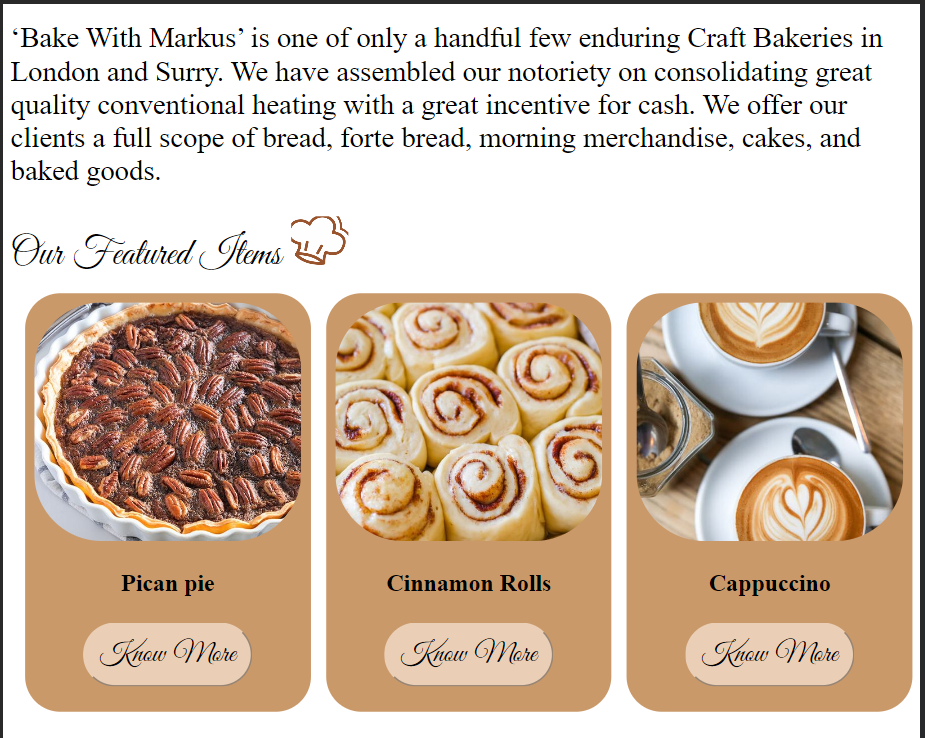 ‘Bake With Markus’ is one of only a handful few enduring Craft Bakeries in
London and Surry. We have assembled our notoriety on consolidating great
quality conventional heating with a great incentive for cash. We offer our
clients a full scope of bread, forte bread, morning merchandise, cakes, and
baked goods.
Our Featured Items
Pican pie
Cinnamon Rolls
Cappuccino
Know More
Know More
Know More